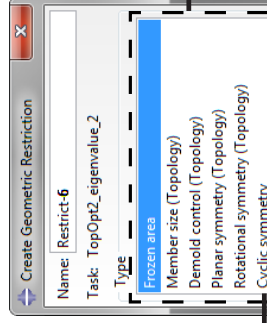 Create Geometric Restriction
Name: Restrict-6
Task: TopOpt2_eigenvalue_2
Type
Frozen area
Member size (Topology)
Demold control (Topology)
Planar symmetry (Topology)
Rotational symmetry (Topology)
Cyclic symmetry